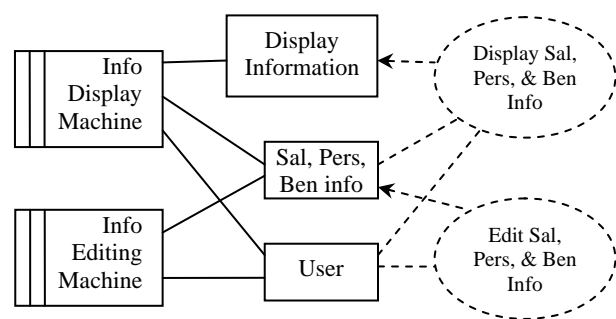 Info
Display
Machine
Display
Information
Display Sal,
Pers, & Ben
Info
Sal, Pers,
Ben info
Info
Editing
Machine
User
Edit Sal,
Pers, & Ben
Info